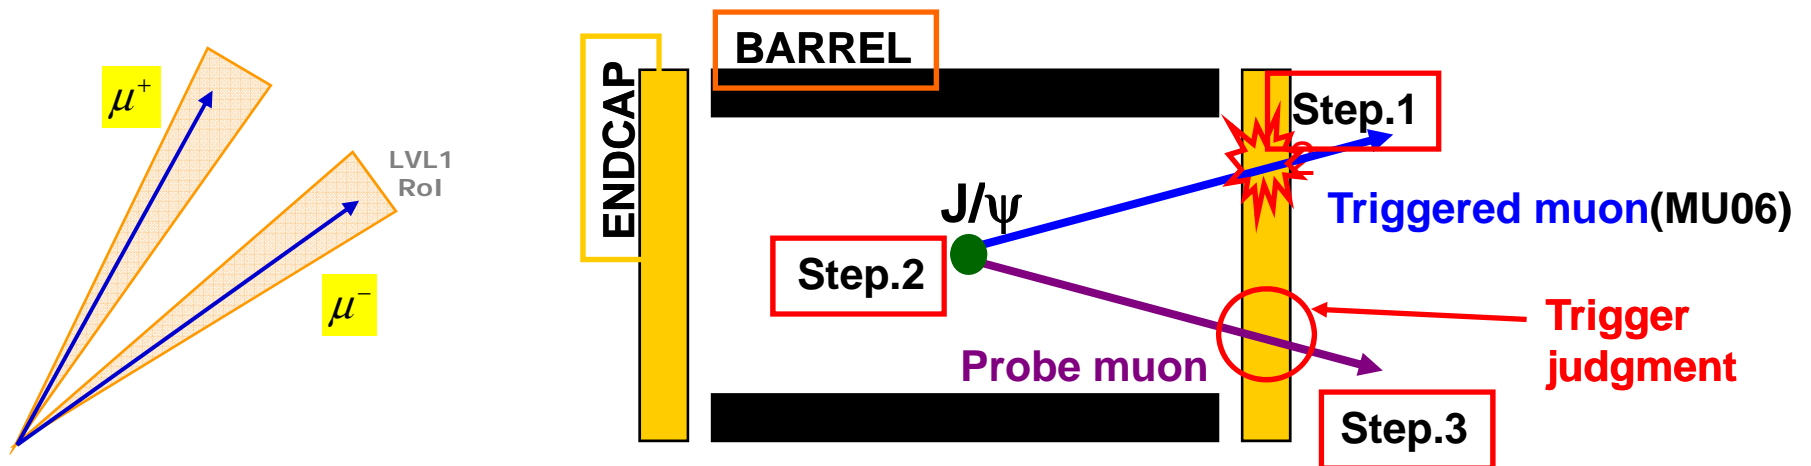 μ⁺
μ⁻
LVL1
RoI
ENDCAP
BARREL
Step.1
J/ψ
Triggered muon(MU06)
Step.2
Trigger
judgment
Probe muon
Step.3